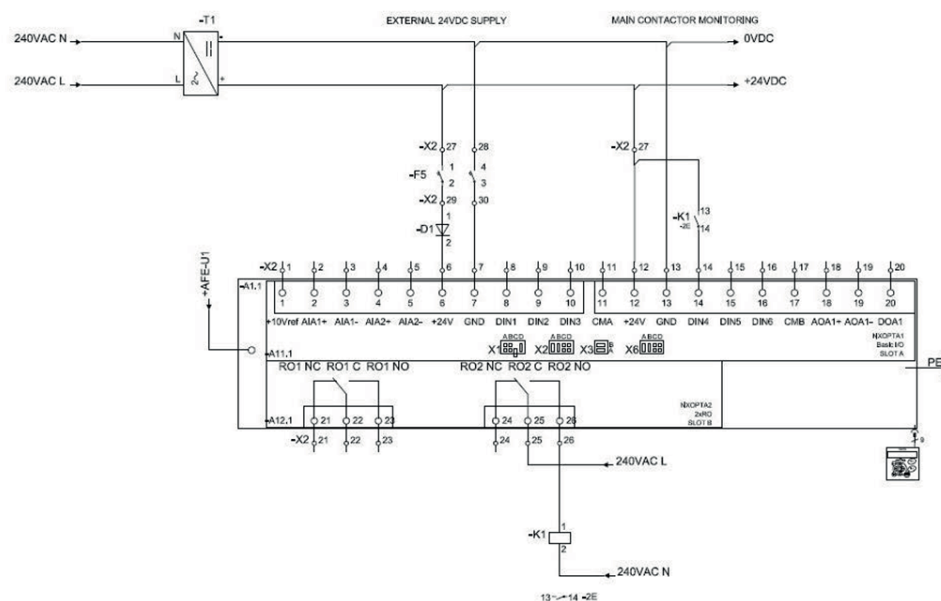 -T1 EXTERNAL 24VDC SUPPLY MAIN CONTACTOR MONITORING
240VAC N N - 0VDC
2~
240VAC L L + +24VDC
-X2 27 28 -X2 27
1 4
-F5
2 3
-X2 29 30
13
-K1
-2E
14
1
-D1
2
-X2 1 2 3 4 5 6 7 8 9 10 11 12 13 14 15 16 17 18 19 20
+AFE-U1
-A1.1
1 2 3 4 5 6 7 8 9 10 11 12 13 14 15 16 17 18 19 20
+10Vref AIA1+ AIA1- AIA2+ AIA2- +24V GND DIN1 DIN2 DIN3 CMA +24V GND DIN4 DIN5 DIN6 CMB AOA1+ AOA1- DOA1
NXOPTA1
Basic I/O
SLOT A
ABCD ABCD B ABCD
X1 X2 X3 A X6
-A11.1
PE
RO1 NC RO1 C RO1 NO RO2 NC RO2 C RO2 NO
NXOPTA2
2xRO
SLOT B
-A12.1
21 22 23 24 25 26
-X2 21 22 23 24 25 26
9
240VAC L
1
-K1
2
240VAC N
13 14 -2E